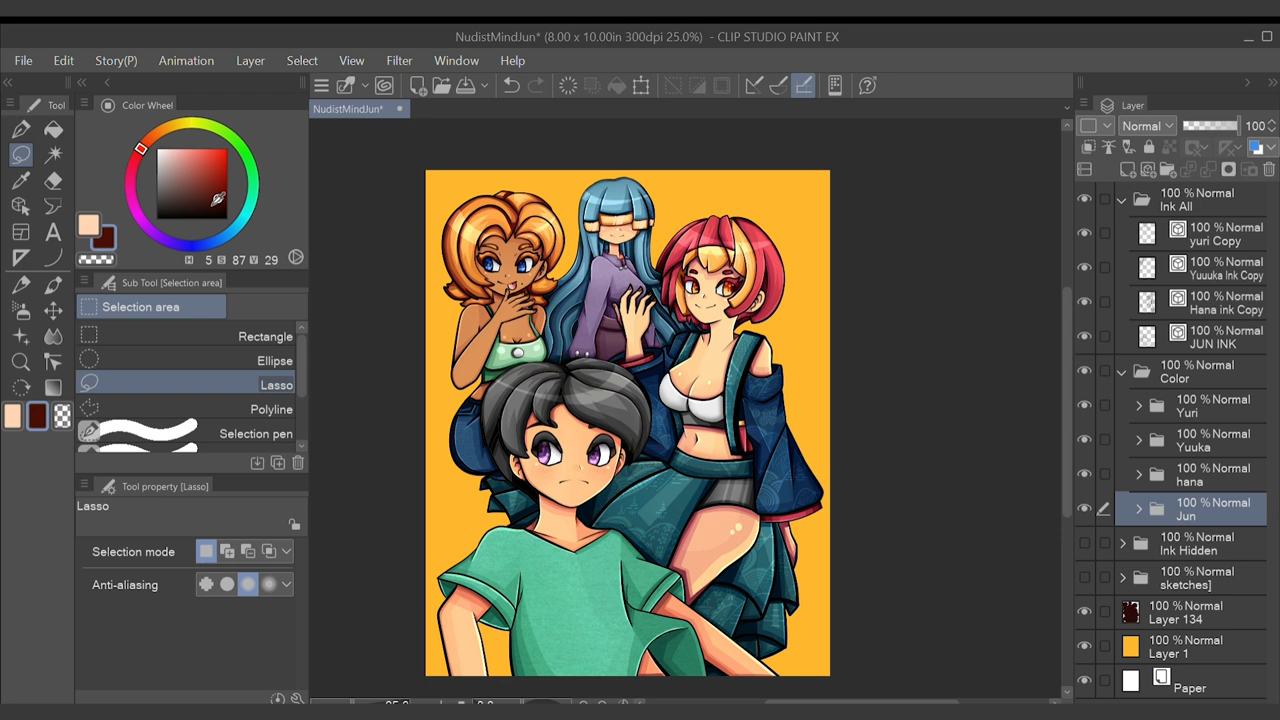 NudistMindJun* (8.00 x 10.00in 300dpi 25.0%) - CLIP STUDIO PAINT EX
File Edit Story(P) Animation Layer Select View Filter Window Help
Tool
Color Wheel
NudistMindJun*
Layer
Normal 100
H 5 S 87 V 29
Sub Tool [Selection area]
Selection area
Rectangle
Ellipse
Lasso
Polyline
Selection pen
Tool property [Lasso]
Lasso
Selection mode
Anti-aliasing
100 % Normal
Ink All
100 % Normal
yuri Copy
100 % Normal
Yuuuka Ink Copy
100 % Normal
Hana ink Copy
100 % Normal
JUN INK
100 % Normal
Color
100 % Normal
Yuri
100 % Normal
Yuuka
100 % Normal
hana
100 % Normal
Jun
100 % Normal
Ink Hidden
100 % Normal
sketches]
100 % Normal
Layer 134
100 % Normal
Layer 1
Paper